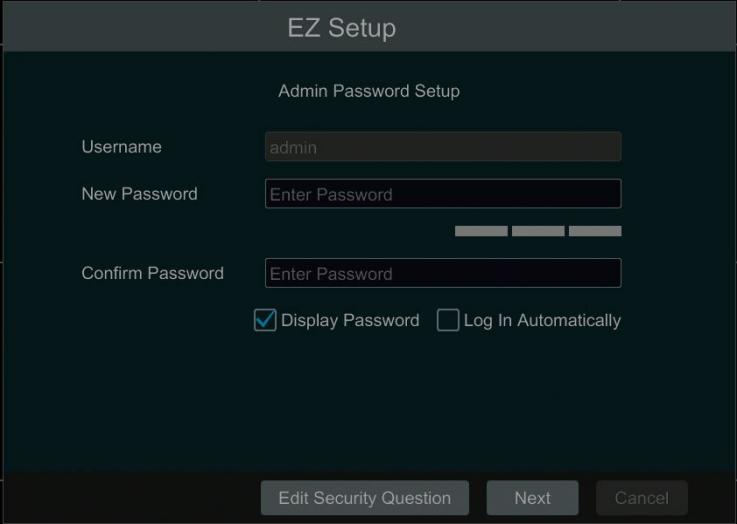 EZ Setup
Admin Password Setup
Username admin
New Password Enter Password
Confirm Password Enter Password
Display Password Log In Automatically
Edit Security Question Next Cancel